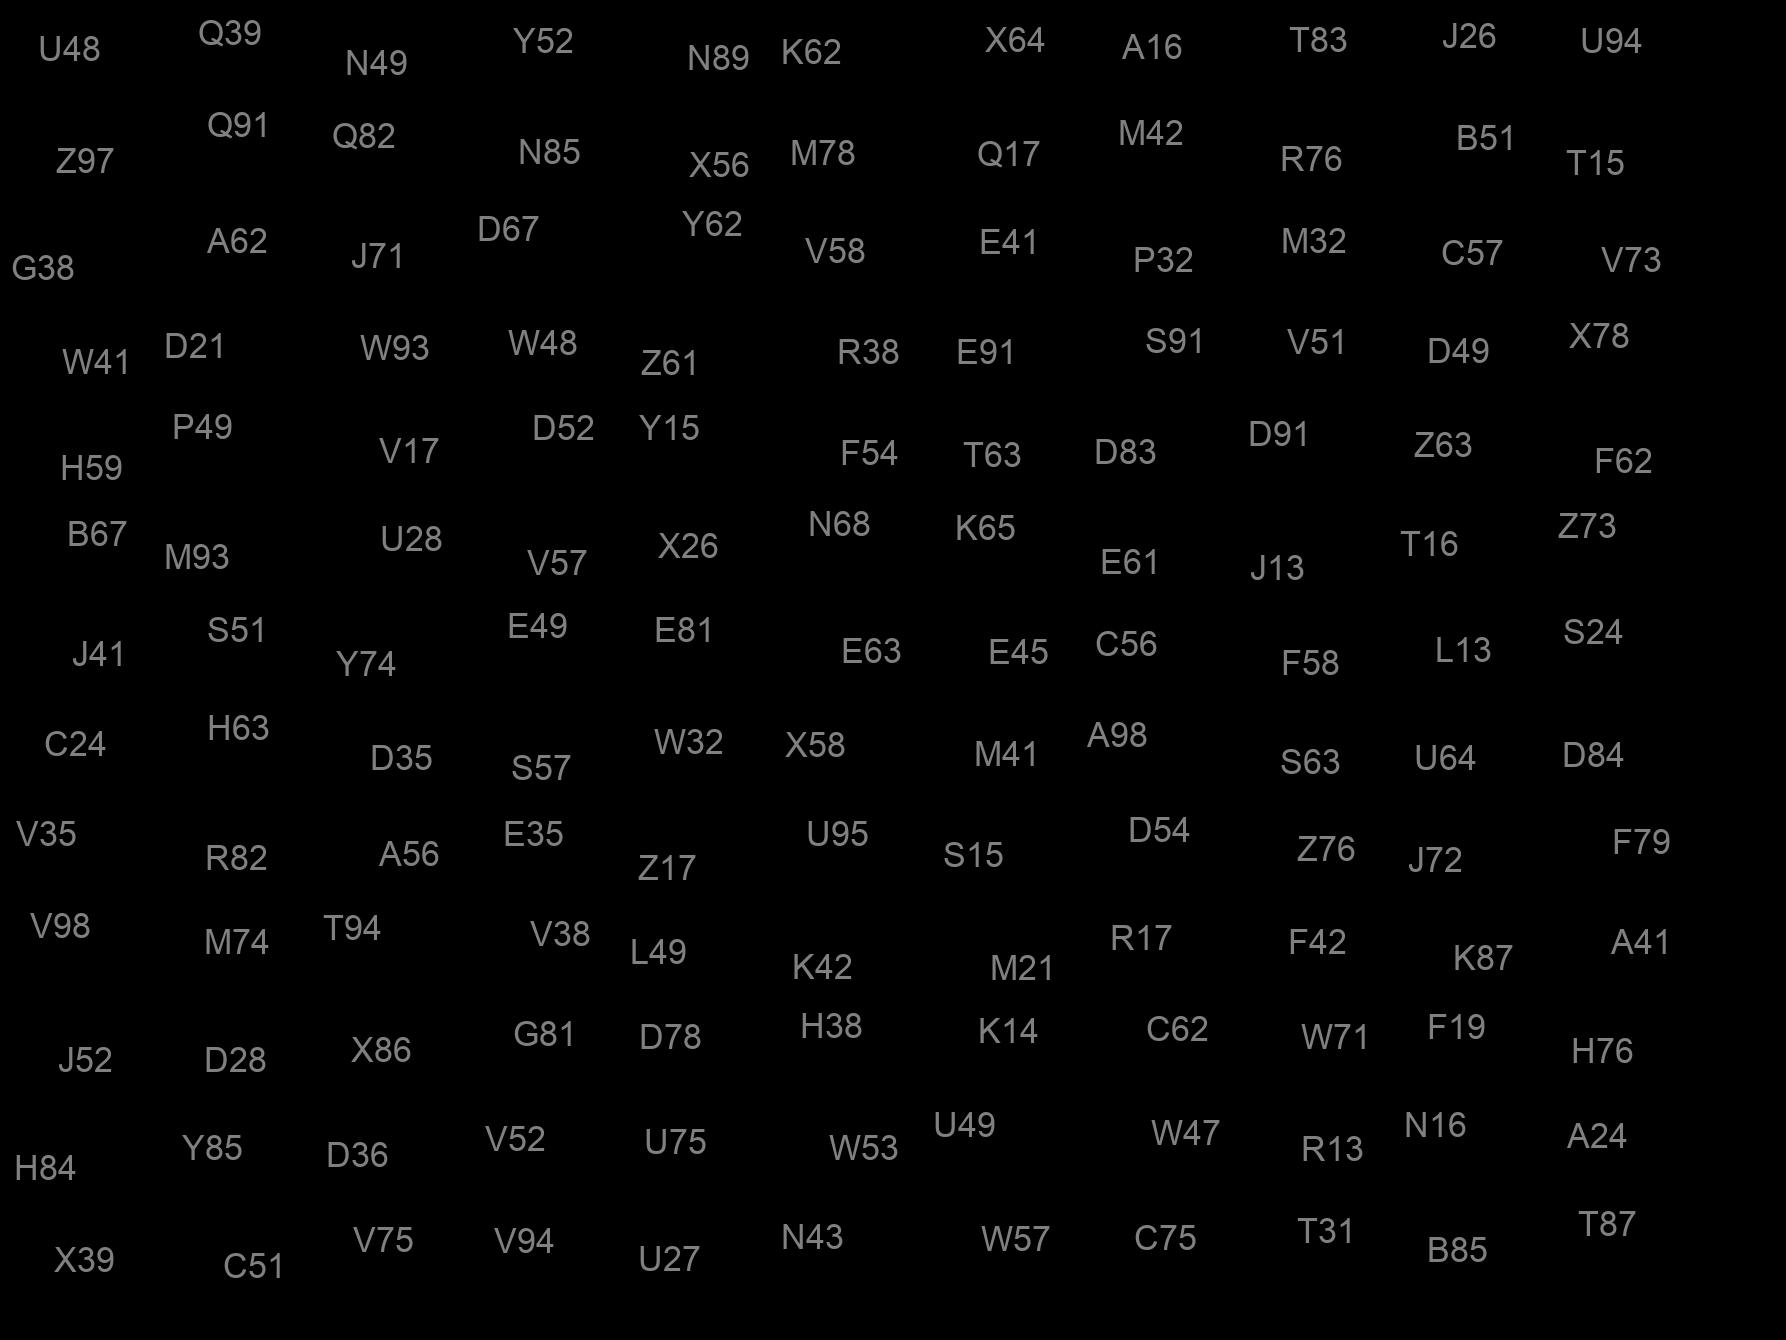 U48 Q39 N49 Y52 N89 K62 X64 A16 T83 J26 U94
Z97 Q91 Q82 N85 X56 M78 Q17 M42 R76 B51 T15
G38 A62 J71 D67 Y62 V58 E41 P32 M32 C57 V73
W41 D21 W93 W48 Z61 R38 E91 S91 V51 D49 X78
H59 P49 V17 D52 Y15 F54 T63 D83 D91 Z63 F62
B67 M93 U28 V57 X26 N68 K65 E61 J13 T16 Z73
J41 S51 Y74 E49 E81 E63 E45 C56 F58 L13 S24
C24 H63 D35 S57 W32 X58 M41 A98 S63 U64 D84
V35 R82 A56 E35 Z17 U95 S15 D54 Z76 J72 F79
V98 M74 T94 V38 L49 K42 M21 R17 F42 K87 A41
J52 D28 X86 G81 D78 H38 K14 C62 W71 F19 H76
H84 Y85 D36 V52 U75 W53 U49 W47 R13 N16 A24
X39 C51 V75 V94 U27 N43 W57 C75 T31 B85 T87